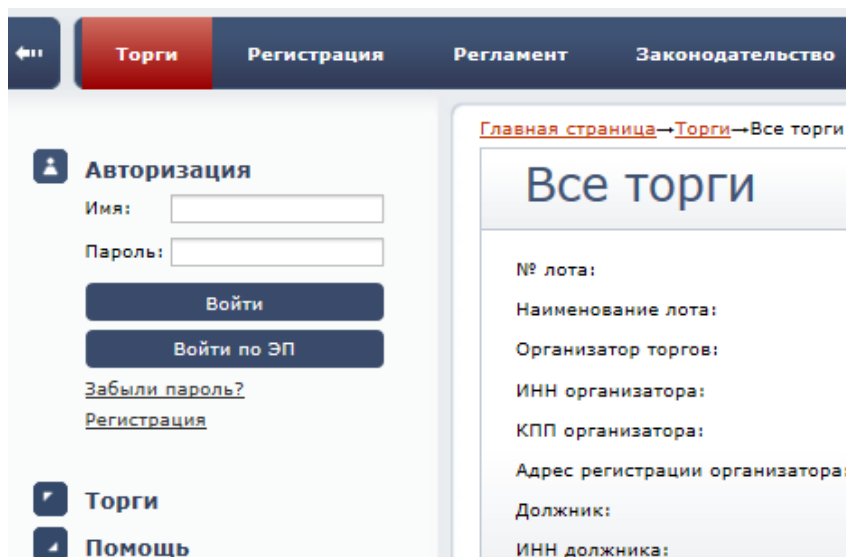 Торги Регистрация Регламент Законодательство
Главная страница→Торги→Все торги
Авторизация
Имя:
Пароль:
Войти
Войти по ЭП
Забыли пароль?
Регистрация
Торги
Помощь
Все торги
№ лота:
Наименование лота:
Организатор торгов:
ИНН организатора:
КПП организатора:
Адрес регистрации организатора:
Должник:
ИНН должника: